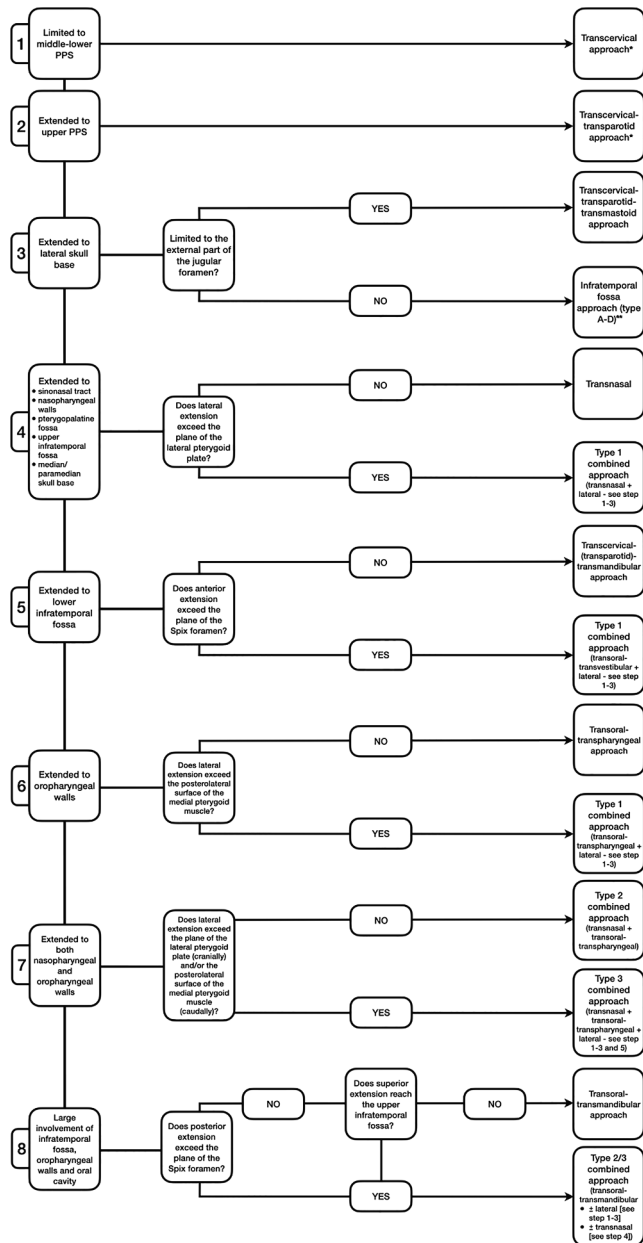 1
Limited to
middle-lower
PPS
Transcervical
approach*
2
Extended to
upper PPS
Transcervical-
transparotid
approach*
3
Extended to
lateral skull
base
Limited to the
external part of
the jugular
foramen?
YES
Transcervical-
transparotid-
transmastoid
approach
NO
Infratemporal
fossa
approach (type
A-D)**
4
Extended to
• sinonasal tract
• nasopharyngeal
walls
• pterygopalatine
fossa
• upper
infratemporal
fossa
• median/
paramedian
skull base
Does lateral
extension
exceed the
plane of the
lateral pterygoid
plate?
NO
Transnasal
YES
Type 1
combined
approach
(transnasal +
lateral - see step
1-3)
5
Extended to
lower
infratemporal
fossa
Does anterior
extension
exceed the
plane of the
Spix foramen?
NO
Transcervical-
(transparotid)-
transmandibular
approach
YES
Type 1
combined
approach
(transoral-
transvestibular +
lateral - see step
1-3)
6
Extended to
oropharyngeal
walls
Does lateral
extension exceed
the posterolateral
surface of the
medial pterygoid
muscle?
NO
Transoral-
transpharyngeal
approach
YES
Type 1
combined
approach
(transoral-
transpharyngeal +
lateral - see step
1-3)
7
Extended to
both
nasopharyngeal
and
oropharyngeal
walls
Does lateral
extension exceed
the plane of the
lateral pterygoid
plate (cranially)
and/or the
posterolateral
surface of the
medial pterygoid
muscle
(caudally)?
NO
Type 2
combined
approach
(transnasal +
transoral-
transpharyngeal)
YES
Type 3
combined
approach
(transnasal +
transoral-
transpharyngeal +
lateral - see step
1-3 and 5)
8
Large
involvement of
infratemporal
fossa,
oropharyngeal
walls and oral
cavity
Does posterior
extension
exceed the
plane of the
Spix foramen?
NO
Does superior
extension reach
the upper
infratemporal
fossa?
NO
Transoral-
transmandibular
approach
YES
Type 2/3
combined
approach
(transoral-
transmandibular
• ± lateral [see
step 1-3]
• ± transnasal
[see step 4])